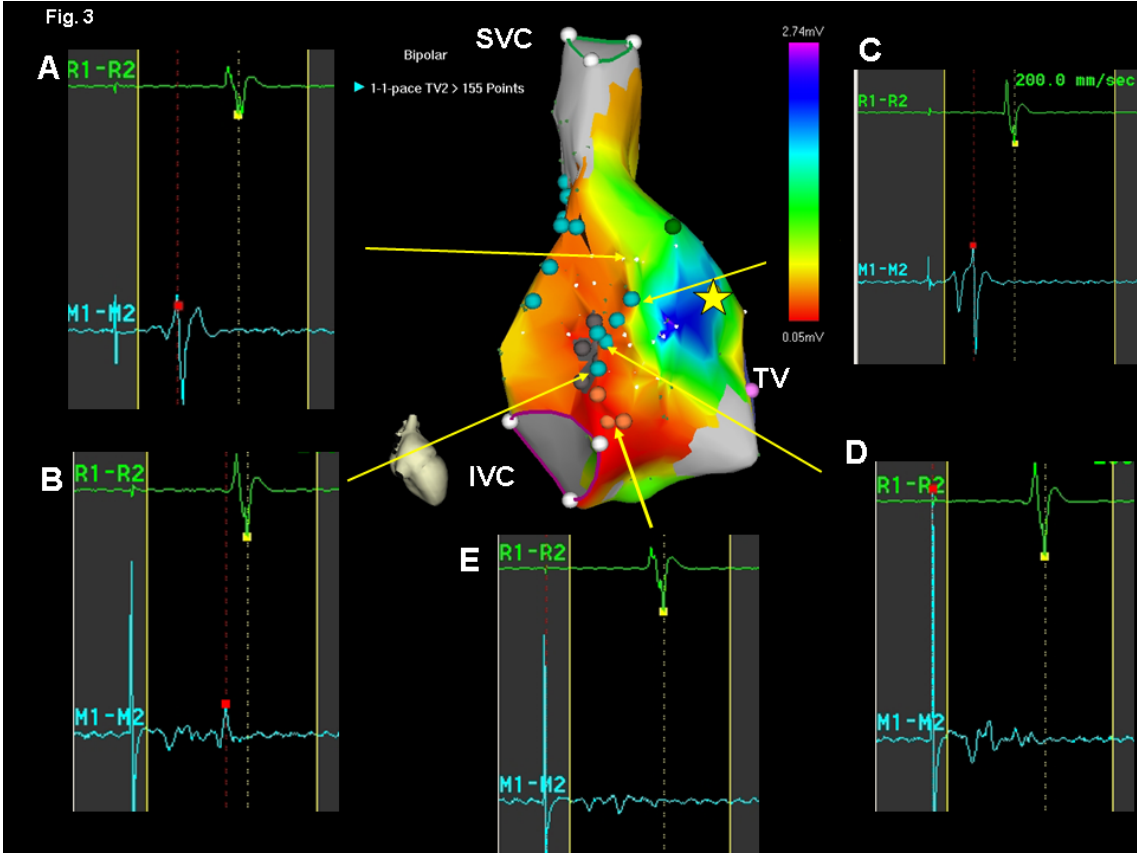 Fig. 3
A
R1-R2
M1-M2
Bipolar
1-1-pace TV2 > 155 Points
SVC
2.74mV
0.05mV
C
200.0 mm/sec
R1-R2
M1-M2
TV
IVC
B
R1-R2
M1-M2
E
R1-R2
M1-M2
D
R1-R2
M1-M2